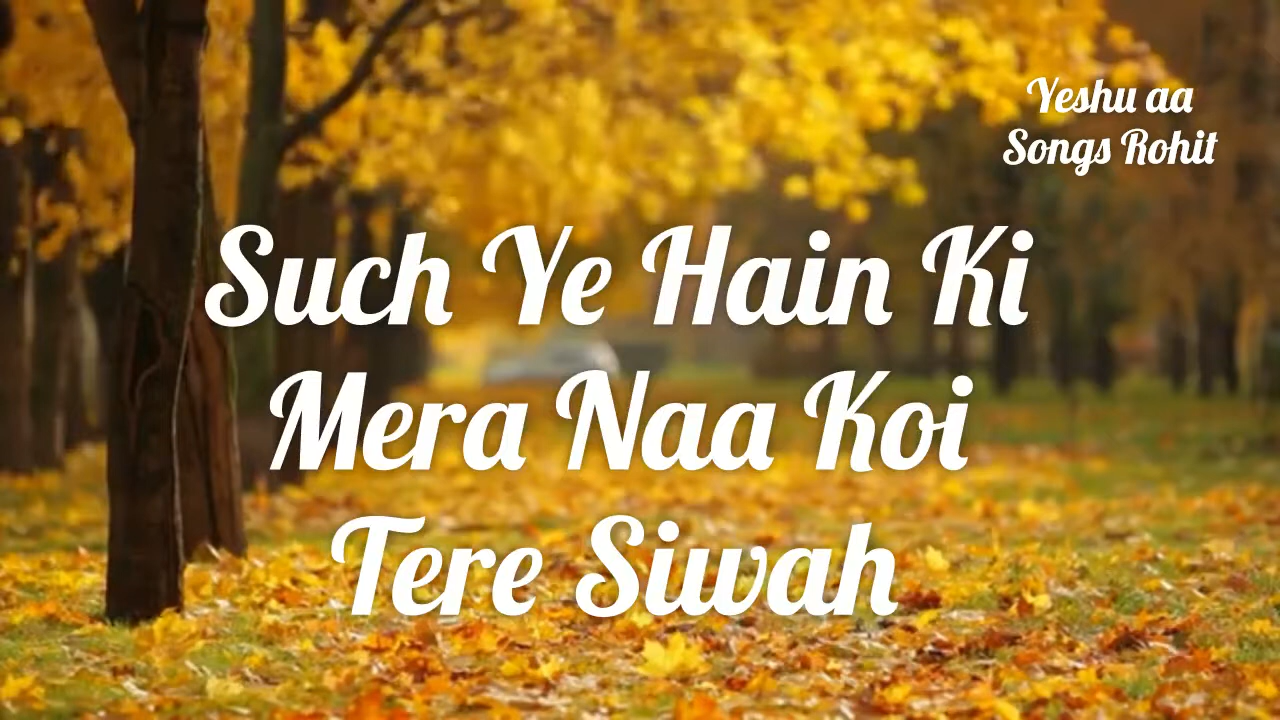 Yeshu aa
Songs Rohit
Such Ye Hain Ki
Mera Naa Koi
Tere Siwah